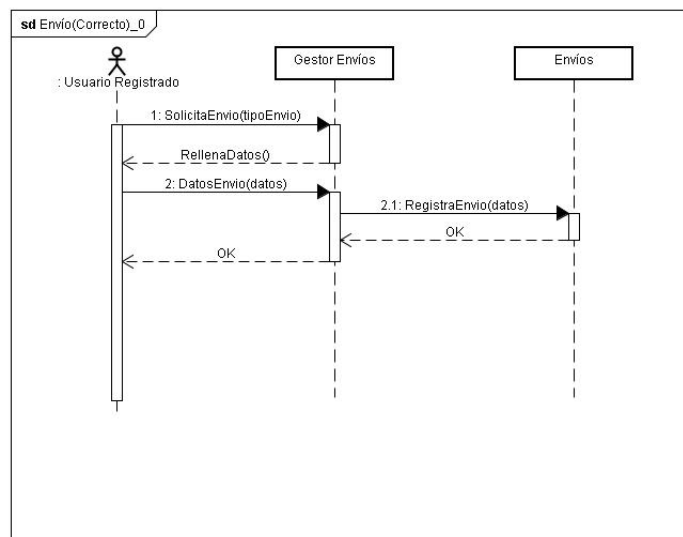 sd Envío(Correcto)_0
: Usuario Registrado
Gestor Envíos
Envíos
1: SolicitaEnvio(tipoEnvio)
RellenaDatos()
2: DatosEnvio(datos)
2.1: RegistraEnvio(datos)
OK
OK